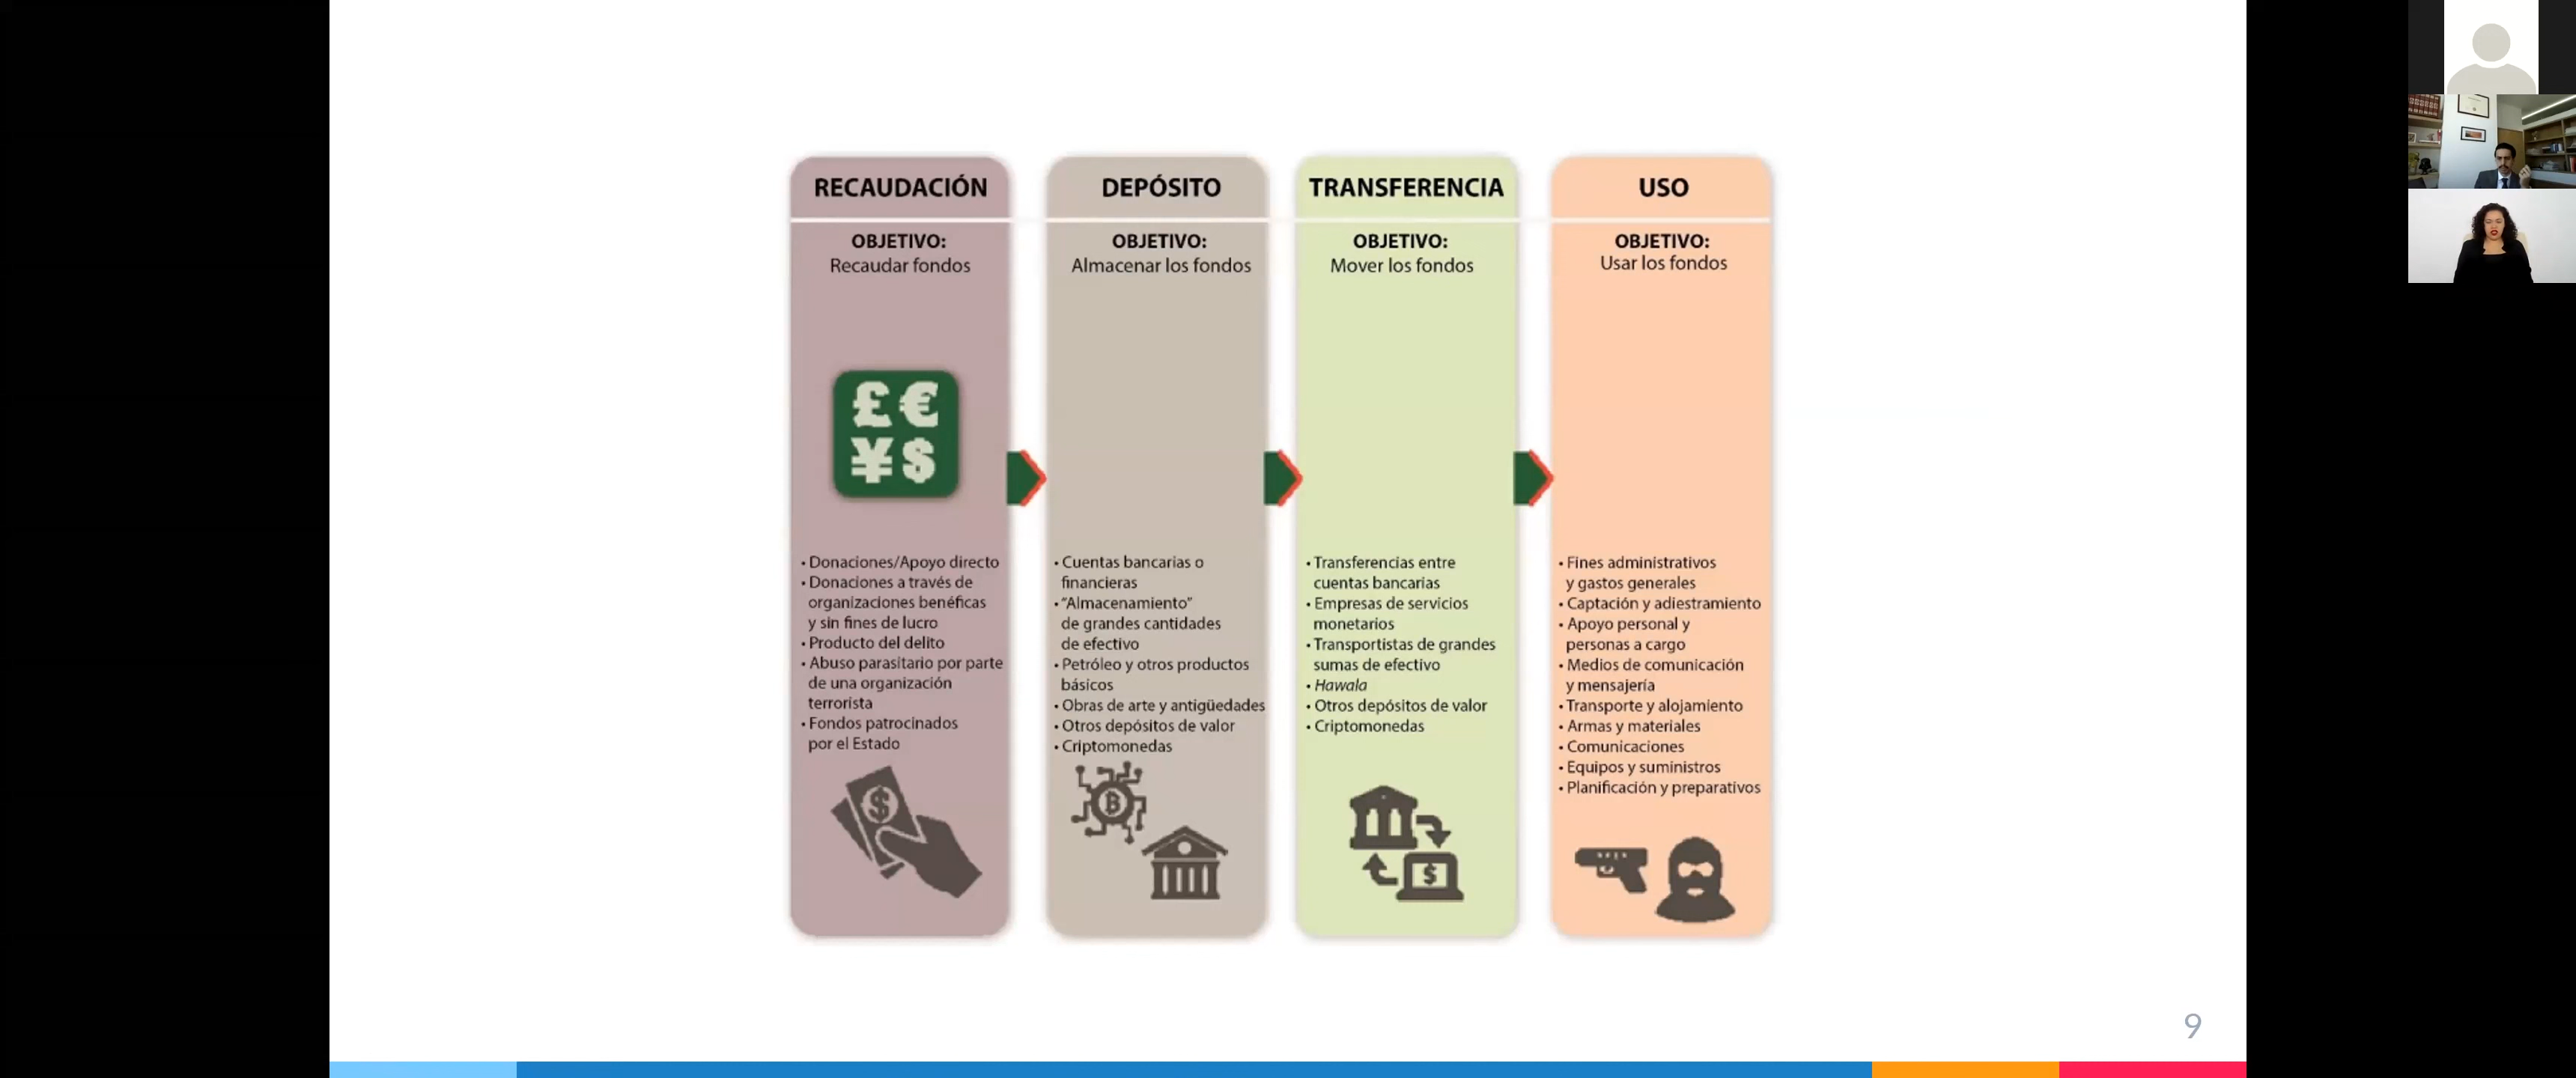 RECAUDACIÓN
OBJETIVO:
Recaudar fondos
£ €
¥ $
• Donaciones/Apoyo directo
• Donaciones a través de
organizaciones benéficas
y sin fines de lucro
• Producto del delito
• Abuso parasitario por parte
de una organización
terrorista
• Fondos patrocinados
por el Estado
$
DEPÓSITO
OBJETIVO:
Almacenar los fondos
• Cuentas bancarias o
financieras
• "Almacenamiento"
de grandes cantidades
de efectivo
• Petróleo y otros productos
básicos
• Obras de arte y antigüedades
• Otros depósitos de valor
• Criptomonedas
B
TRANSFERENCIA
OBJETIVO:
Mover los fondos
• Transferencias entre
cuentas bancarias
• Empresas de servicios
monetarios
• Transportistas de grandes
sumas de efectivo
• Hawala
• Otros depósitos de valor
• Criptomonedas
$
USO
OBJETIVO:
Usar los fondos
• Fines administrativos
y gastos generales
• Captación y adiestramiento
• Apoyo personal y
personas a cargo
• Medios de comunicación
y mensajería
• Transporte y alojamiento
• Armas y materiales
• Comunicaciones
• Equipos y suministros
• Planificación y preparativos
9